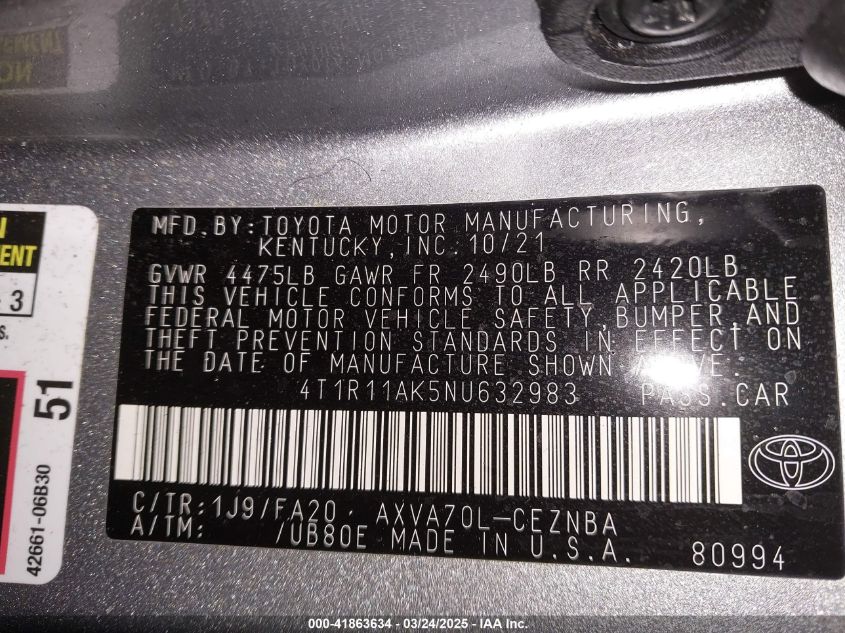 MFD. BY: TOYOTA MOTOR MANUFACTURING,
KENTUCKY, INC. 10/21
GVWR 4475LB GAWR FR 2490LB RR 2420LB
THIS VEHICLE CONFORMS TO ALL APPLICABLE
FEDERAL MOTOR VEHICLE SAFETY, BUMPER, AND
THEFT PREVENTION STANDARDS IN EFFECT ON
THE DATE OF MANUFACTURE SHOWN ABOVE.
4T1R11AK5NU632983 PASS. CAR
C/TR: 1J9/FA20 AXVA70L-CEZNBA
A/TM: /UB80E MADE IN U.S.A. 80994
3
51
42661-06B30
000-41863634 - 03/24/2025 - IAA Inc.